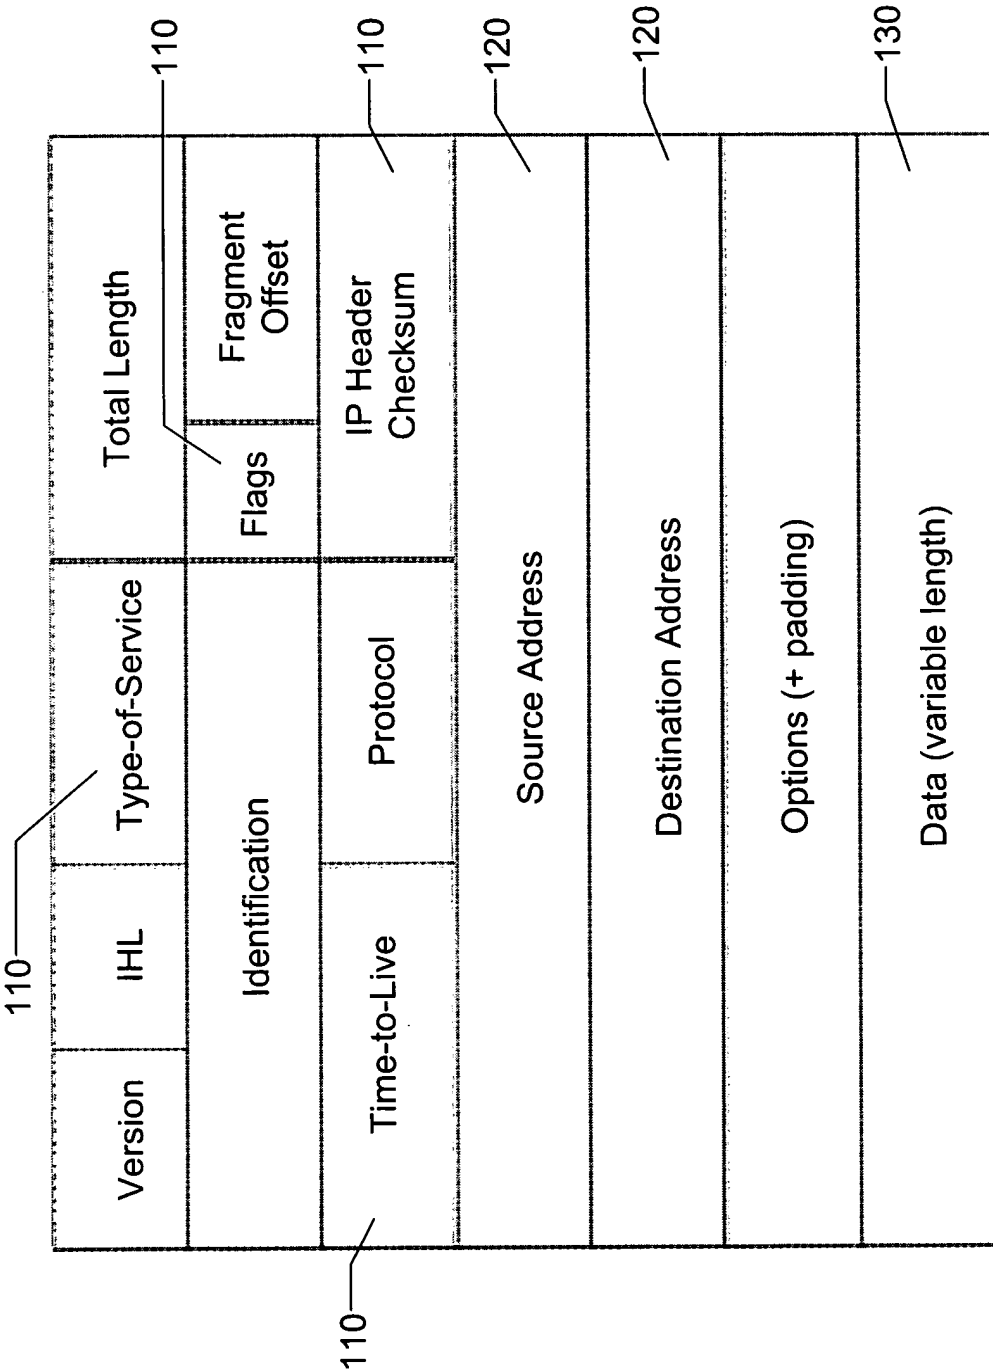 110
Version
IHL
Type-of-Service
Total Length
110
Identification
Flags
Fragment
Offset
110
Time-to-Live
Protocol
IP Header
Checksum
110
Source Address
120
Destination Address
120
Options (+ padding)
Data (variable length)
130